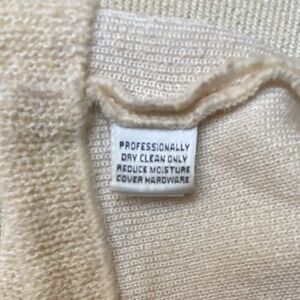 PROFESSIONALLY
DRY CLEAN ONLY
REDUCE MOISTURE
COVER HARDWARE